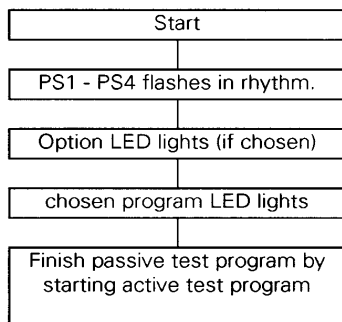 Start
PS1 - PS4 flashes in rhythm.
Option LED lights (if chosen)
chosen program LED lights
Finish passive test program by
starting active test program